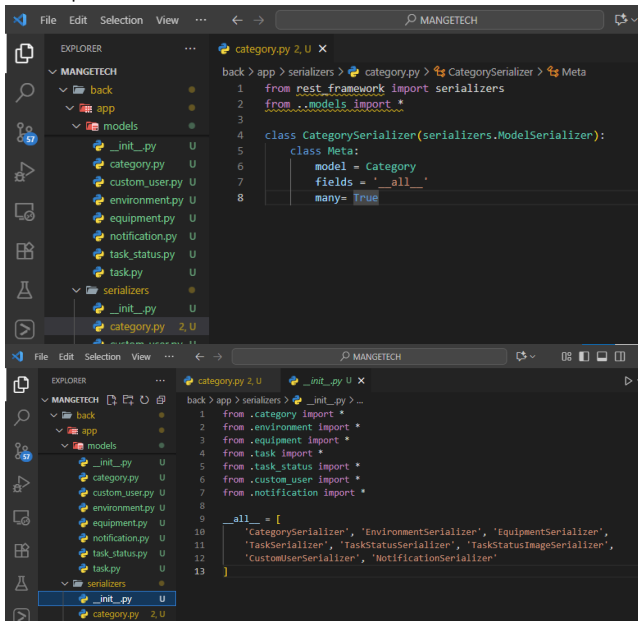 File Edit Selection View ··· ← → MANGETECH
EXPLORER ··· category.py 2, U ×
MANGETECH back > app > serializers > category.py > CategorySerializer > Meta
back 1 from rest_framework import serializers
app 2 from ..models import *
models 3
__init__.py U 4 class CategorySerializer(serializers.ModelSerializer):
category.py U 5 class Meta:
custom_user.py U 6 model = Category
environment.py U 7 fields = '__all__'
equipment.py U 8 many= True
notification.py U
57
task_status.py U
task.py U
serializers
__init__.py U
category.py 2, U
File Edit Selection View ··· ← → MANGETECH
EXPLORER ··· category.py 2, U __init__.py U ×
MANGETECH back > app > serializers > __init__.py > ...
back 1 from .category import *
app 2 from .environment import *
models 3 from .equipment import *
57
__init__.py U 4 from .task import *
category.py U 5 from .task_status import *
custom_user.py U 6 from .custom_user import *
environment.py U 7 from .notification import *
equipment.py U 8
notification.py U 9 __all__ = [
task_status.py U 10 'CategorySerializer', 'EnvironmentSerializer', 'EquipmentSerializer',
task.py U 11 'TaskSerializer', 'TaskStatusSerializer', 'TaskStatusImageSerializer',
serializers 12 'CustomUserSerializer', 'NotificationSerializer'
__init__.py U 13 ]
category.py 2, U